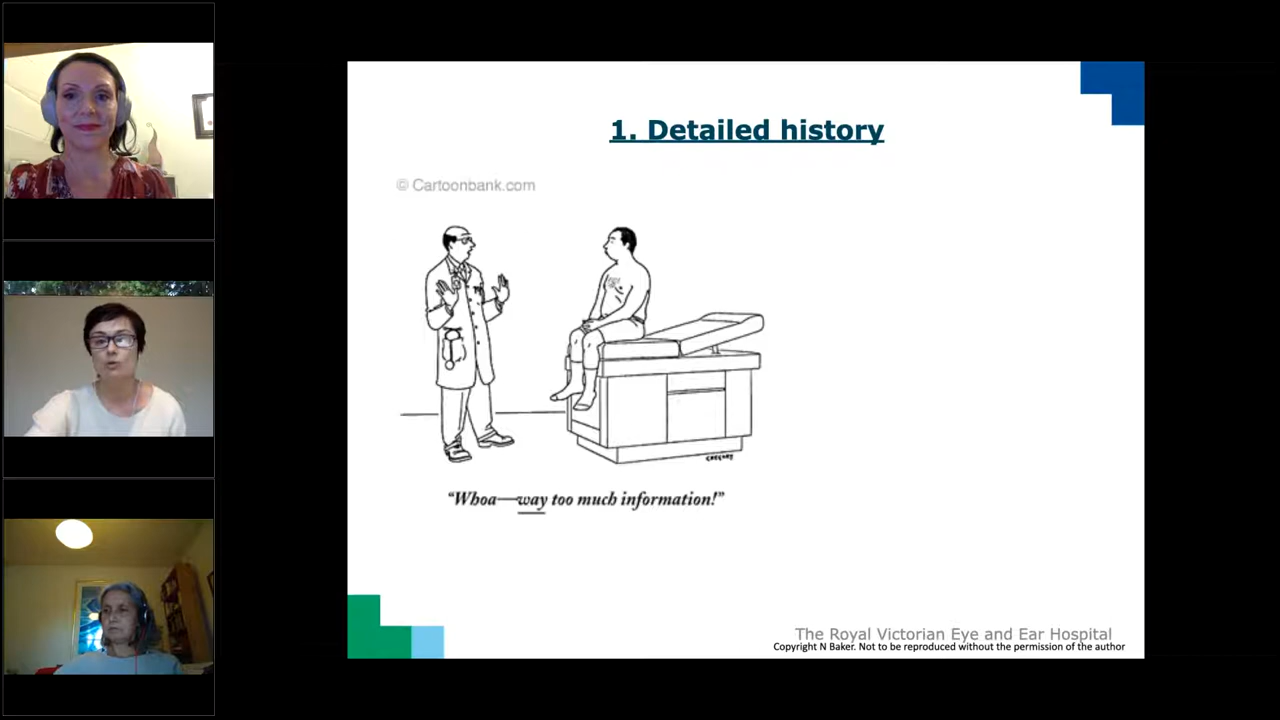 1. Detailed history
© Cartoonbank.com
GREGORY
“Whoa—way too much information!”
The Royal Victorian Eye and Ear Hospital
Copyright N Baker. Not to be reproduced without the permission of the author